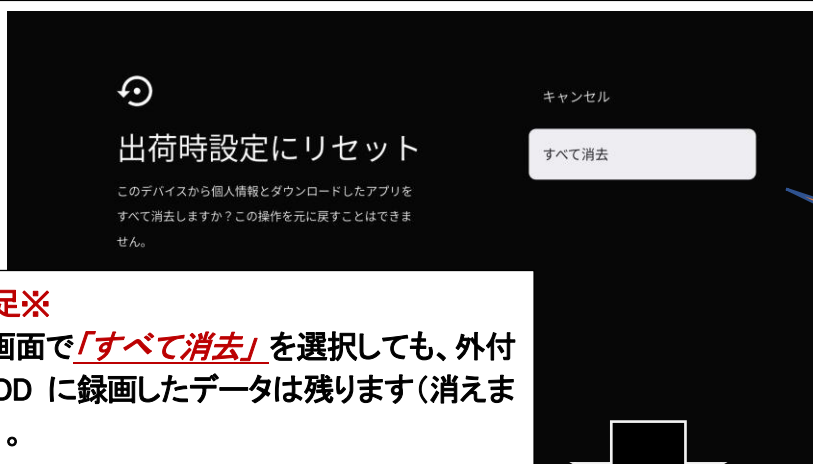 出荷時設定にリセット
このデバイスから個人情報とダウンロードしたアプリを
すべて消去しますか？この操作を元に戻すことはできま
せん。
キャンセル
すべて消去
足※
画面で「すべて消去」を選択しても、外付
DD に録画したデータは残ります（消えま
。